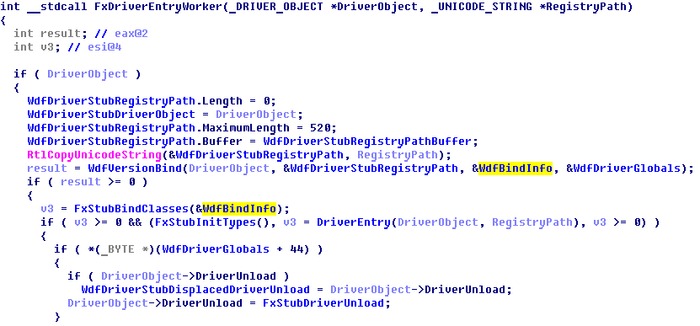 int __stdcall FxDriverEntryWorker(_DRIVER_OBJECT *DriverObject, _UNICODE_STRING *RegistryPath)
{
  int result; // eax@2
  int v3; // esi@4
  if ( DriverObject )
  {
    WdfDriverStubRegistryPath.Length = 0;
    WdfDriverStubDriverObject = DriverObject;
    WdfDriverStubRegistryPath.MaximumLength = 520;
    WdfDriverStubRegistryPath.Buffer = WdfDriverStubRegistryPathBuffer;
    RtlCopyUnicodeString(&WdfDriverStubRegistryPath, RegistryPath);
    result = WdfVersionBind(DriverObject, &WdfDriverStubRegistryPath, &WdfBindInfo, &WdfDriverGlobals);
    if ( result >= 0 )
    {
      v3 = FxStubBindClasses(&WdfBindInfo);
      if ( v3 >= 0 && (FxStubInitTypes(), v3 = DriverEntry(DriverObject, RegistryPath), v3 >= 0) )
      {
        if ( *(_BYTE *)(WdfDriverGlobals + 44) )
        {
          if ( DriverObject->DriverUnload )
            WdfDriverStubDisplacedDriverUnload = DriverObject->DriverUnload;
          DriverObject->DriverUnload = FxStubDriverUnload;
        }